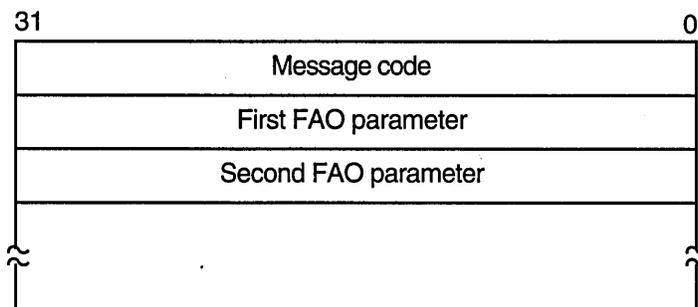 31 0
Message code
First FAO parameter
Second FAO parameter